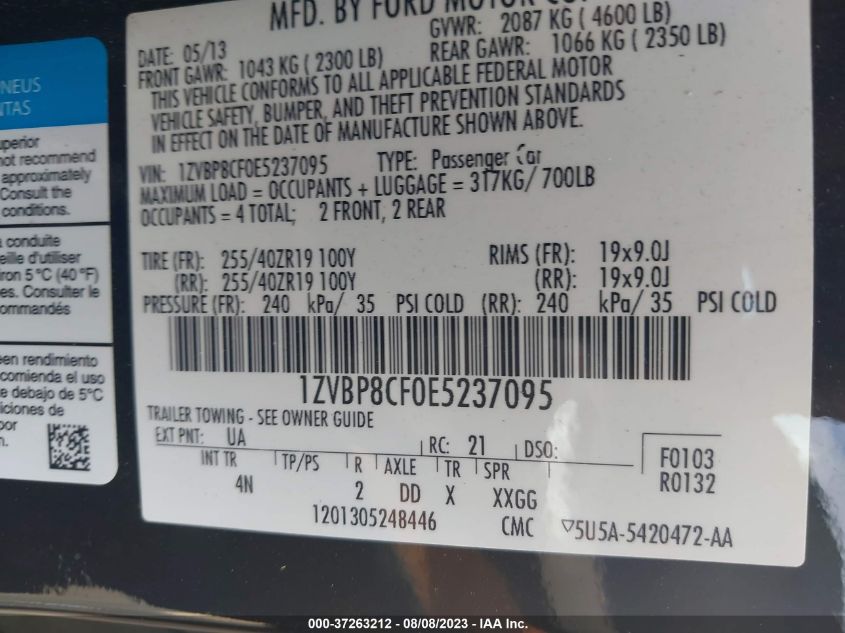 MFD. BY FORD MOTOR CO
DATE: 05/13
GVWR: 2087 KG ( 4600 LB)
FRONT GAWR: 1043 KG ( 2300 LB)
REAR GAWR: 1066 KG ( 2350 LB)
THIS VEHICLE CONFORMS TO ALL APPLICABLE FEDERAL MOTOR
VEHICLE SAFETY, BUMPER, AND THEFT PREVENTION STANDARDS
IN EFFECT ON THE DATE OF MANUFACTURE SHOWN ABOVE.
VIN: 1ZVBP8CF0E5237095 TYPE: Passenger Car
MAXIMUM LOAD = OCCUPANTS + LUGGAGE = 317KG/ 700LB
OCCUPANTS = 4 TOTAL; 2 FRONT, 2 REAR
TIRE (FR): 255/40ZR19 100Y RIMS (FR): 19x9.0J
(RR): 255/40ZR19 100Y (RR): 19x9.0J
PRESSURE (FR): 240 kPa/ 35 PSI COLD (RR): 240 kPa/ 35 PSI COLD
1ZVBP8CF0E5237095
TRAILER TOWING - SEE OWNER GUIDE
EXT PNT: UA RC: 21 DSO:
INT TR TP/PS R AXLE TR SPR
4N 2 DD X XXGG
F0103
R0132
1201305248446 CMC 5U5A-5420472-AA
PNEUS
NTAS
uperior
not recommend
approximately
Consult the
conditions.
a conduite
eille d'utiliser
iron 5°C (40°F)
es. Consulter le
ommandés
en rendimiento
comienda el uso
e debajo de 5°C
iciones de
por
n.
000-37263212 - 08/08/2023 - Copyright © IAA, Inc.